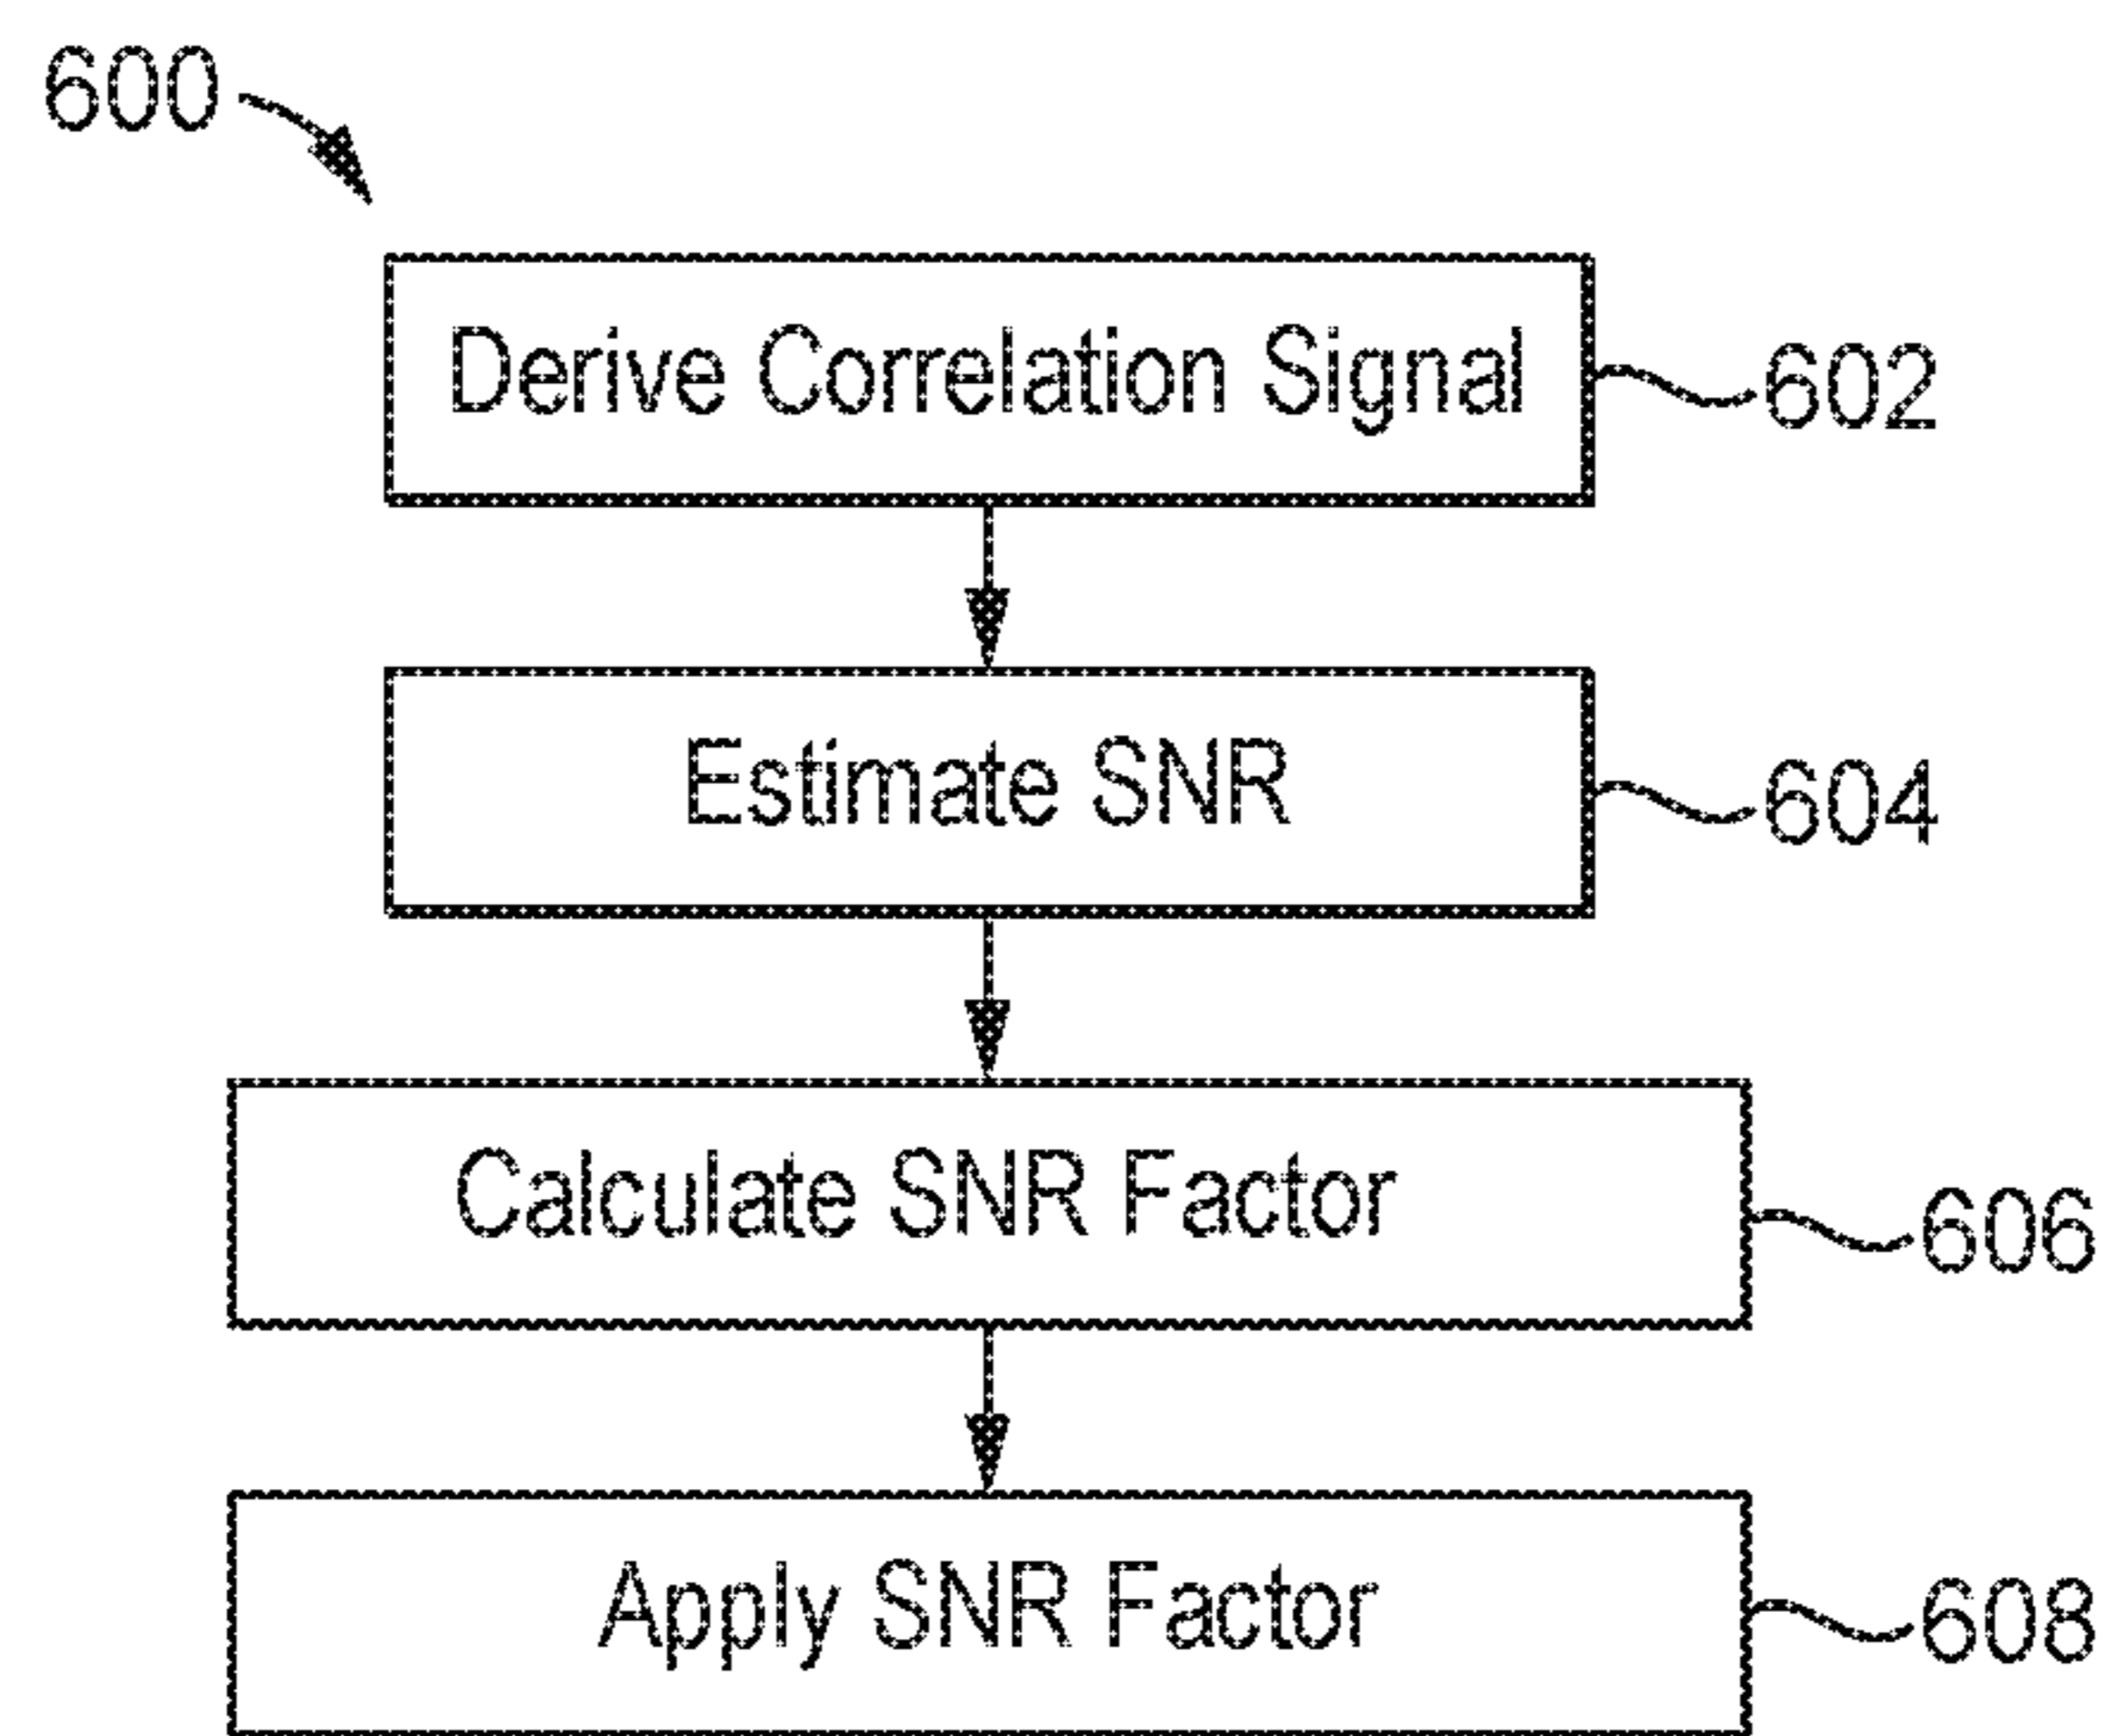 600
Derive Correlation Signal
602
Estimate SNR
604
Calculate SNR Factor
606
Apply SNR Factor
608